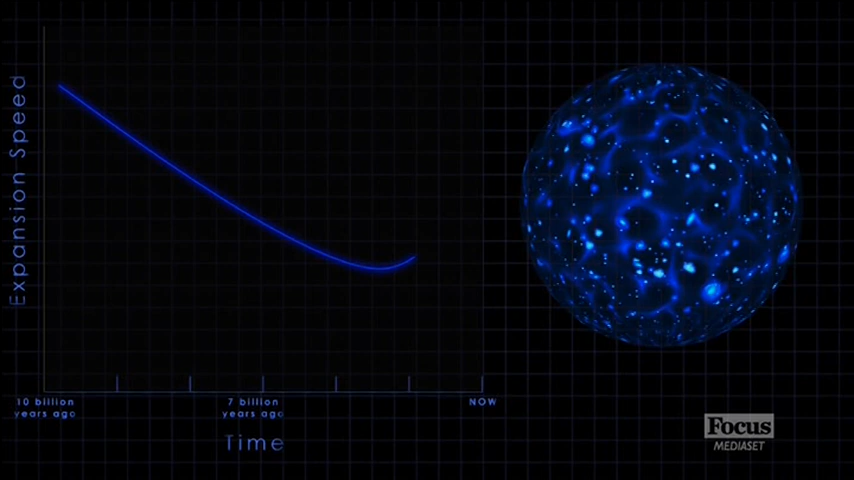 Expansion Speed
10 billion
years ago
7 billion
years ago
NOW
Time
Focus
MEDIASET